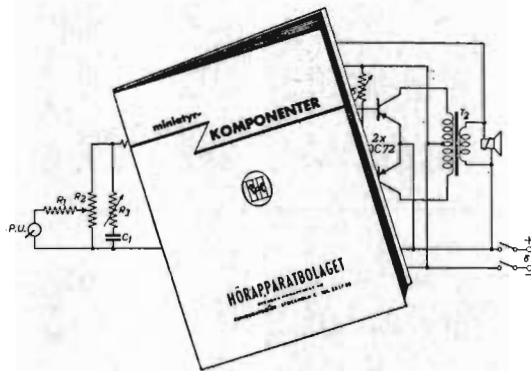 miniatyr-
KOMPONENTER
R1
R2
R3
C1
P.U.
2x
OC72
T2
HÖRAPPARATBOLAGET
+